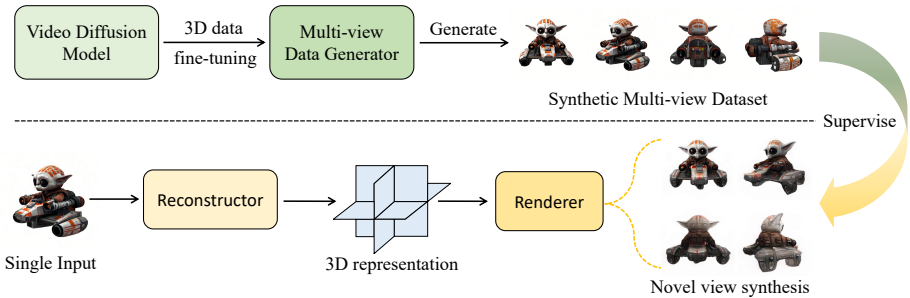 Video Diffusion
Model
3D data
fine-tuning
Multi-view
Data Generator
Generate
Synthetic Multi-view Dataset
Supervise
Single Input
Reconstructor
3D representation
Renderer
Novel view synthesis